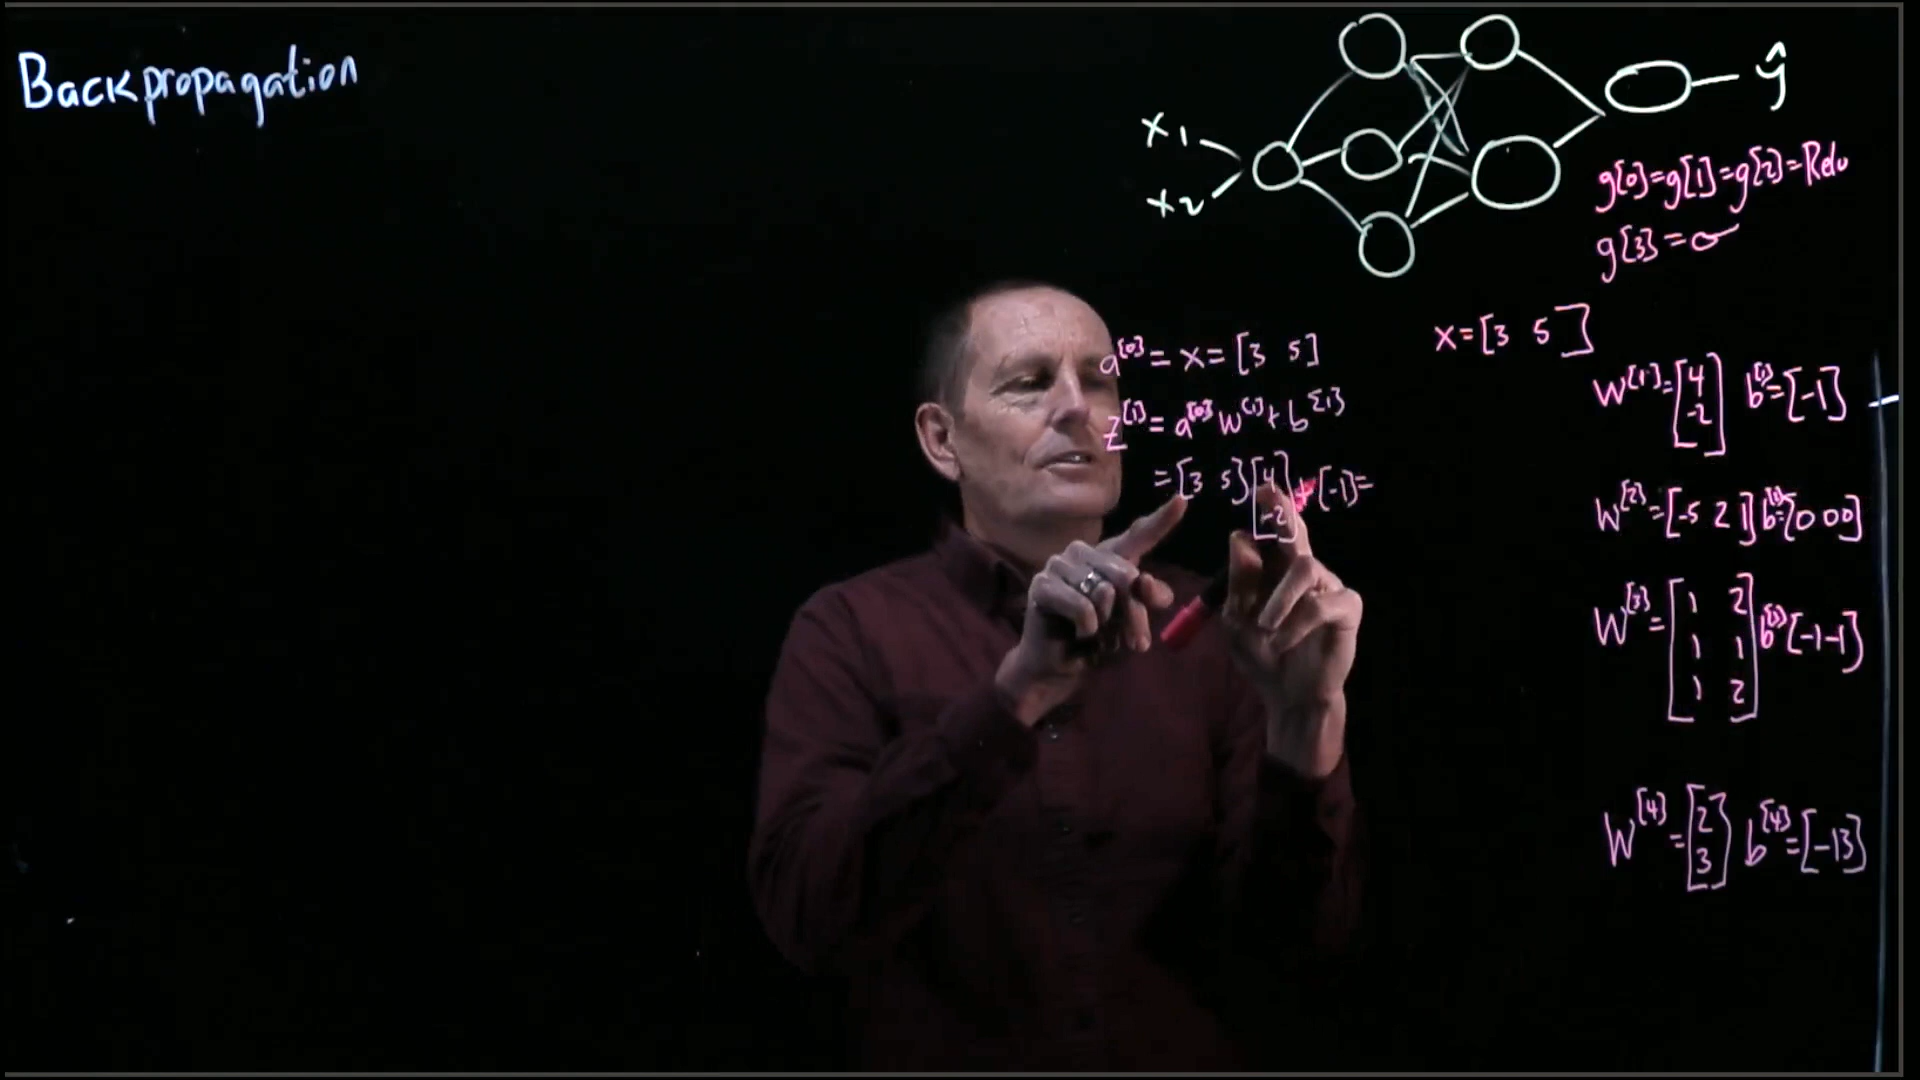 Backpropagation
x1
x2
ŷ
g[0]=g[1]=g[2]=Relu
g[3]=σ
a[0] = x = [3 5]
z[1] = a[0] w[1] + b[1]
= [3 5] [4 -2] + [-1] =
x=[3 5]
W[1] = [4 -2] b[1] = [-1]
W[2] = [-5 2 1] b[2] = [0 0 0]
W[3] = [1 2
1 1
1 2] b[3] [-1 -1]
W[4] = [2 3] b[4] = [-13]